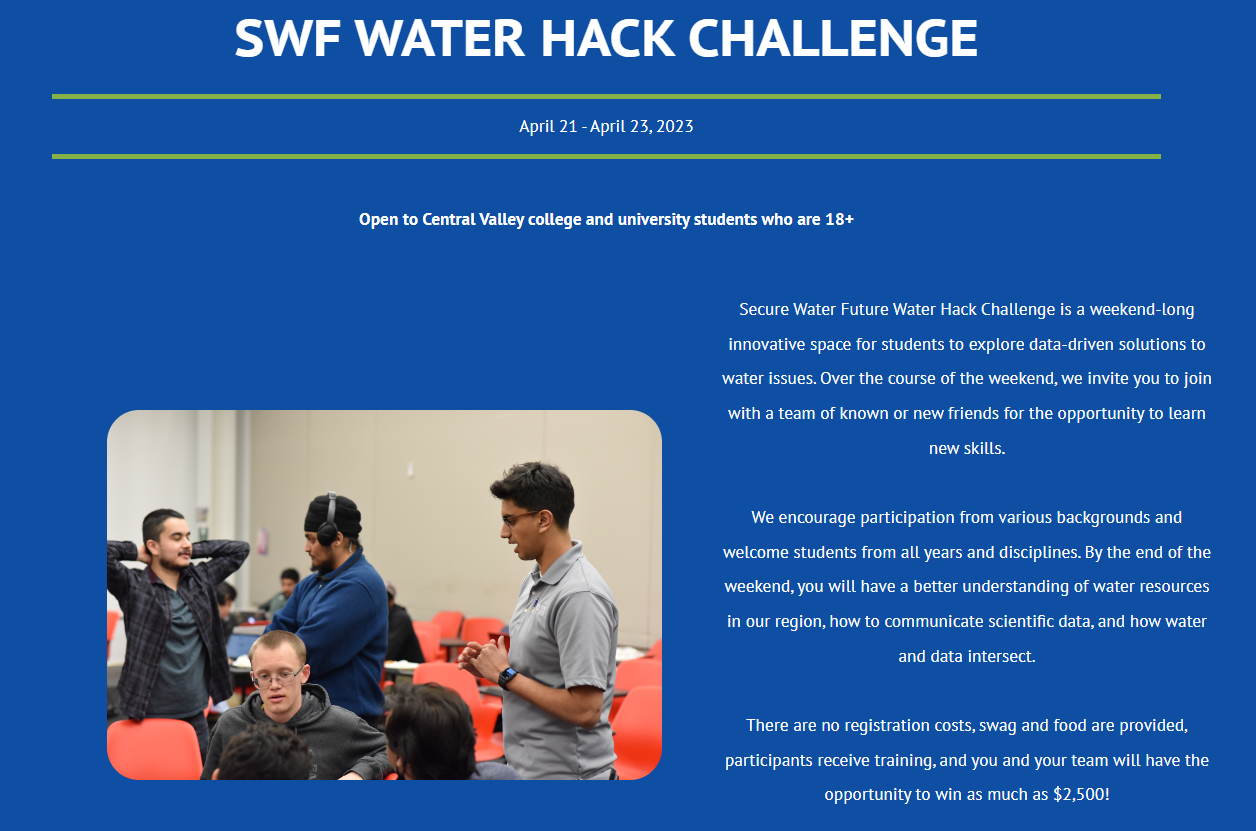 SWF WATER HACK CHALLENGE
April 21 - April 23, 2023
Open to Central Valley college and university students who are 18+
Secure Water Future Water Hack Challenge is a weekend-long
innovative space for students to explore data-driven solutions to
water issues. Over the course of the weekend, we invite you to join
with a team of known or new friends for the opportunity to learn
new skills.
We encourage participation from various backgrounds and
welcome students from all years and disciplines. By the end of the
weekend, you will have a better understanding of water resources
in our region, how to communicate scientific data, and how water
and data intersect.
There are no registration costs, swag and food are provided,
participants receive training, and you and your team will have the
opportunity to win as much as $2,500!